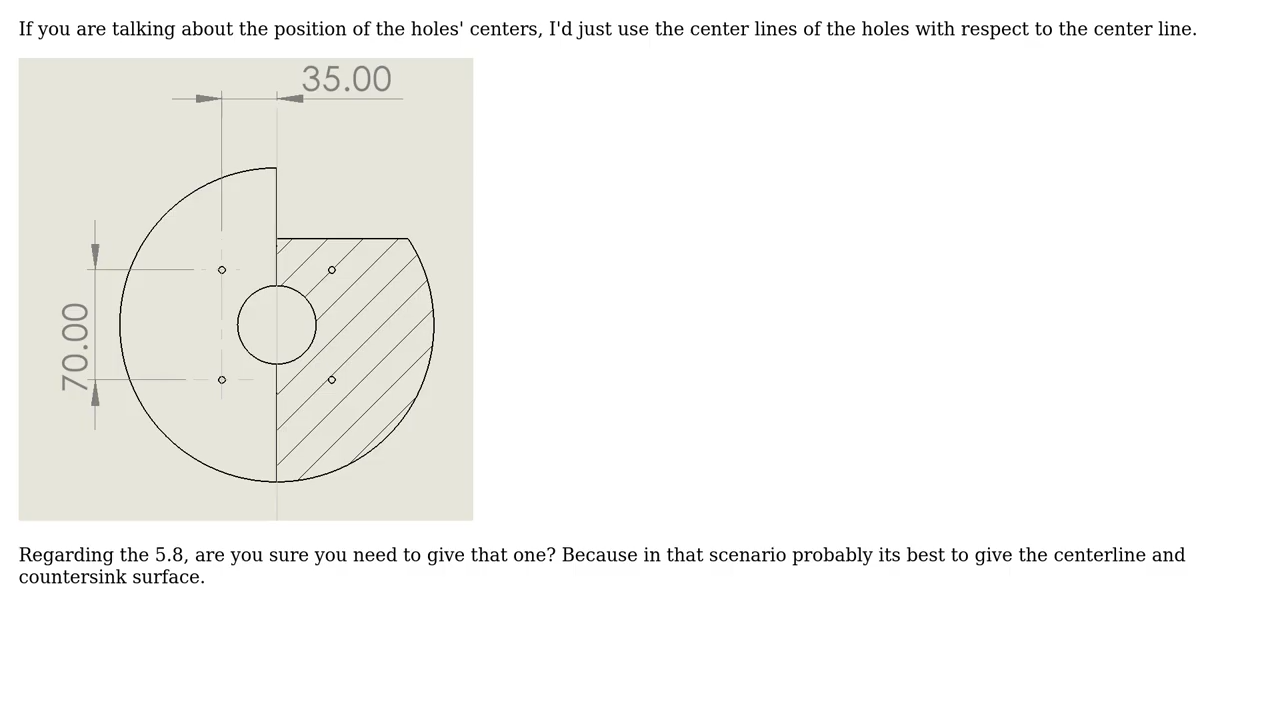 If you are talking about the position of the holes' centers, I'd just use the center lines of the holes with respect to the center line.
35.00
70.00
Regarding the 5.8, are you sure you need to give that one? Because in that scenario probably its best to give the centerline and
countersink surface.